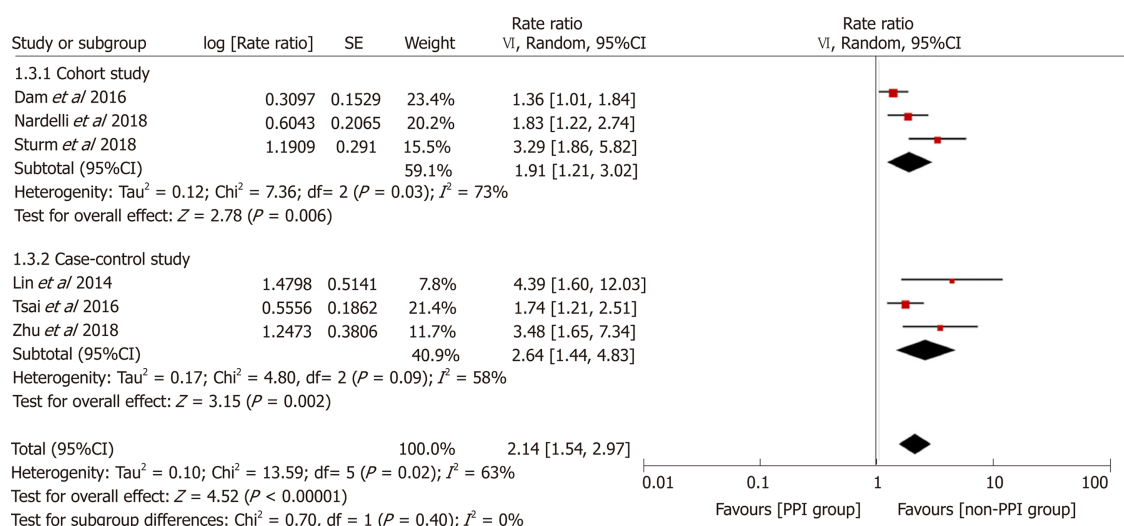 Rate ratio Rate ratio
Study or subgroup log [Rate ratio] SE Weight Ⅵ, Random, 95%CI Ⅵ, Random, 95%CI
1.3.1 Cohort study
Dam et al 2016 0.3097 0.1529 23.4% 1.36 [1.01, 1.84]
Nardelli et al 2018 0.6043 0.2065 20.2% 1.83 [1.22, 2.74]
Sturm et al 2018 1.1909 0.291 15.5% 3.29 [1.86, 5.82]
Subtotal (95%CI) 59.1% 1.91 [1.21, 3.02]
Heterogenity: Tau² = 0.12; Chi² = 7.36; df= 2 (P = 0.03); I² = 73%
Test for overall effect: Z = 2.78 (P = 0.006)
1.3.2 Case-control study
Lin et al 2014 1.4798 0.5141 7.8% 4.39 [1.60, 12.03]
Tsai et al 2016 0.5556 0.1862 21.4% 1.74 [1.21, 2.51]
Zhu et al 2018 1.2473 0.3806 11.7% 3.48 [1.65, 7.34]
Subtotal (95%CI) 40.9% 2.64 [1.44, 4.83]
Heterogenity: Tau² = 0.17; Chi² = 4.80, df= 2 (P = 0.09); I² = 58%
Test for overall effect: Z = 3.15 (P = 0.002)
Total (95%CI) 100.0% 2.14 [1.54, 2.97]
Heterogenity: Tau² = 0.10; Chi² = 13.59; df= 5 (P = 0.02); I² = 63%
0.01 0.1 1 10 100
Test for overall effect: Z = 4.52 (P < 0.00001)
Favours [PPI group] Favours [non-PPI group]
Test for subgroup differences: Chi² = 0.70, df = 1 (P = 0.40); I² = 0%